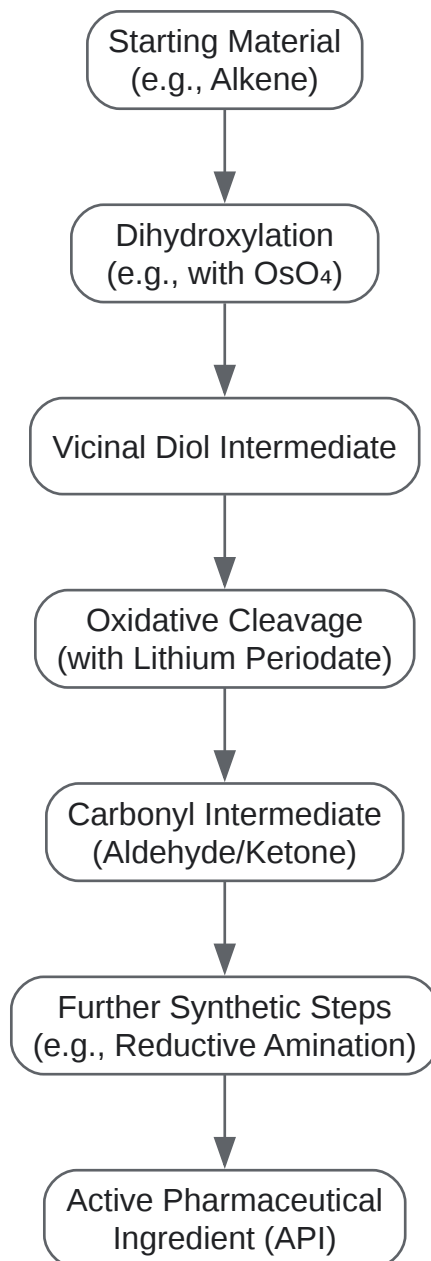 Starting Material
(e.g., Alkene)
Dihydroxylation
(e.g., with OsO₄)
Vicinal Diol Intermediate
Oxidative Cleavage
(with Lithium Periodate)
Carbonyl Intermediate
(Aldehyde/Ketone)
Further Synthetic Steps
(e.g., Reductive Amination)
Active Pharmaceutical
Ingredient (API)